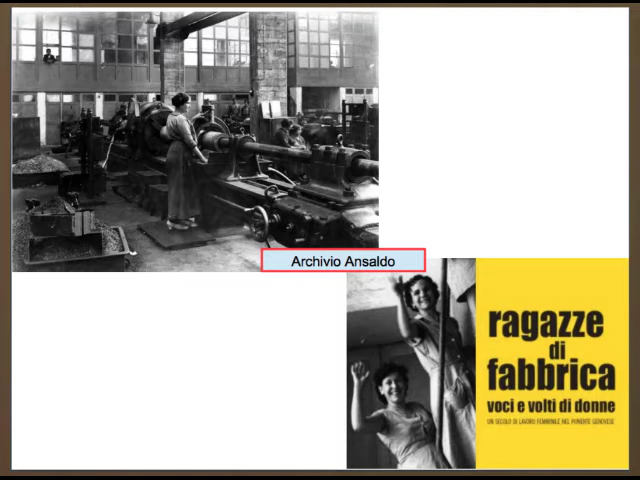 Archivio Ansaldo
ragazze
di
fabbrica
voci e volti di donne
UN SECOLO DI LAVORO FEMMINILE NEL PONENTE GENOVESE